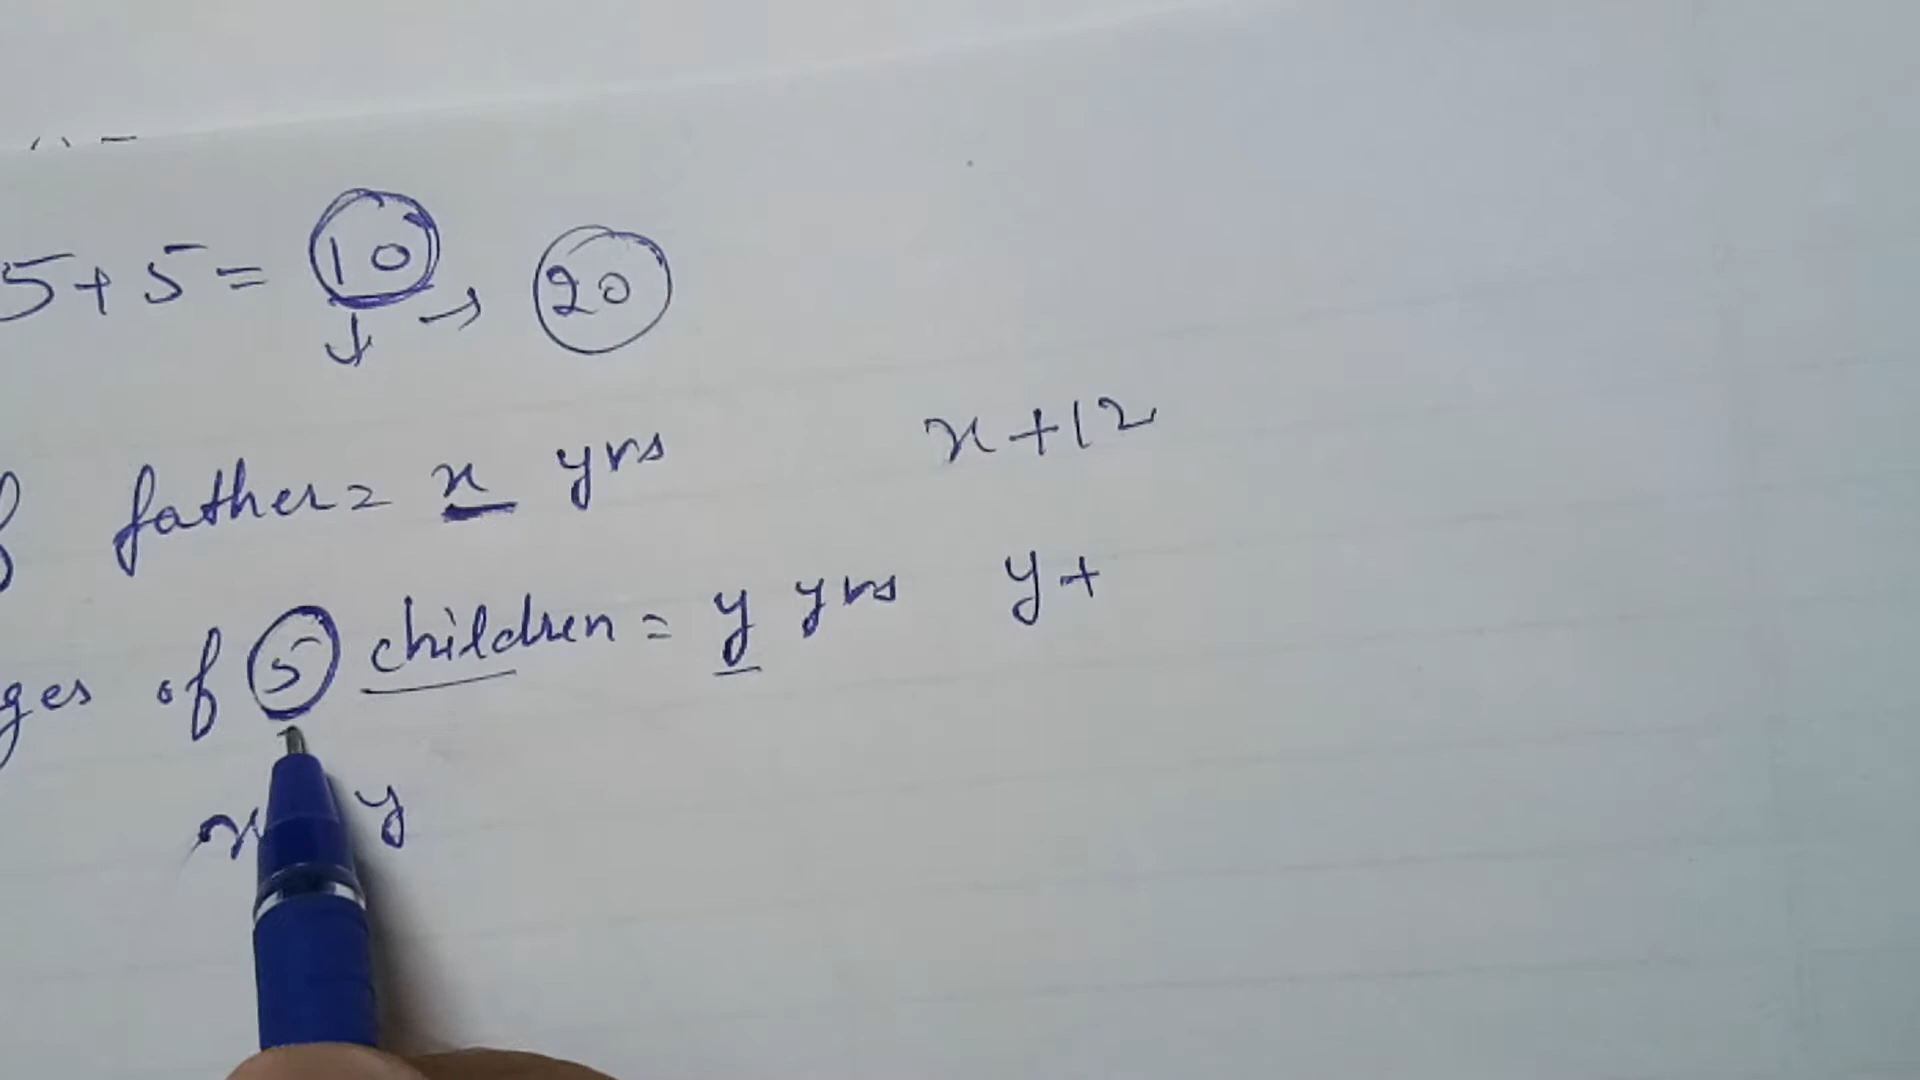 5+5= 10 → 20
↓
f father= x yrs x+12
ges of 5 children = y yrs y+
x y